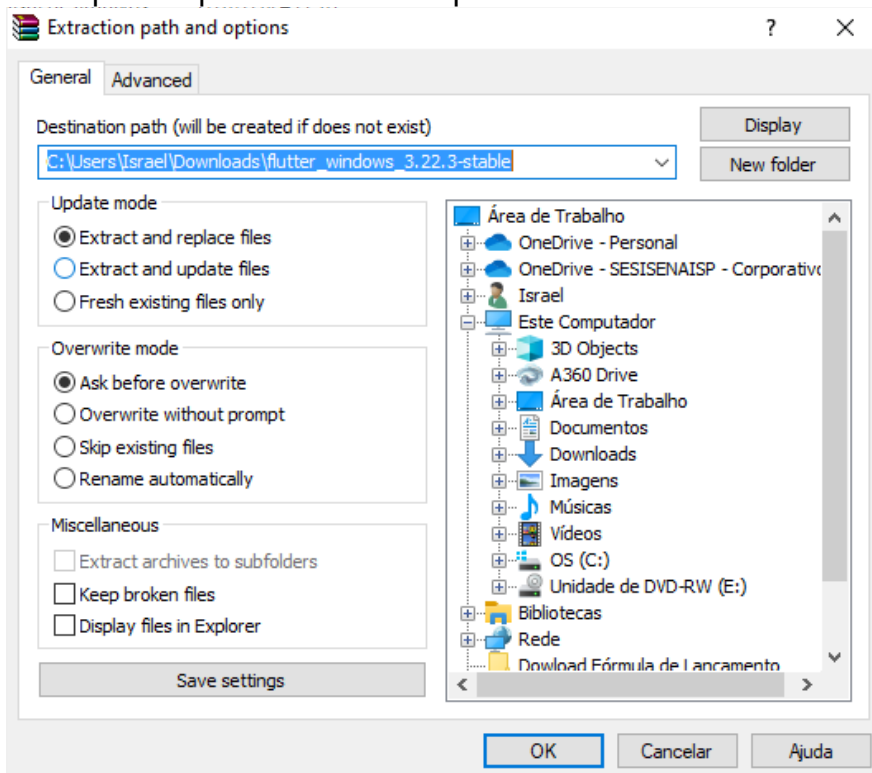 Extraction path and options
?
General
Advanced
Destination path (will be created if does not exist)
Display
C:\Users\Israel\Downloads\flutter_windows_3.22.3-stable
New folder
Update mode
Extract and replace files
Extract and update files
Fresh existing files only
Overwrite mode
Ask before overwrite
Overwrite without prompt
Skip existing files
Rename automatically
Miscellaneous
Extract archives to subfolders
Keep broken files
Display files in Explorer
Save settings
Área de Trabalho
OneDrive - Personal
OneDrive - SESISENAISP - Corporativo
Israel
Este Computador
3D Objects
A360 Drive
Área de Trabalho
Documentos
Downloads
Imagens
Músicas
Vídeos
OS (C:)
Unidade de DVD-RW (E:)
Bibliotecas
Rede
Dowload Fórmula de Lançamento
OK
Cancelar
Ajuda